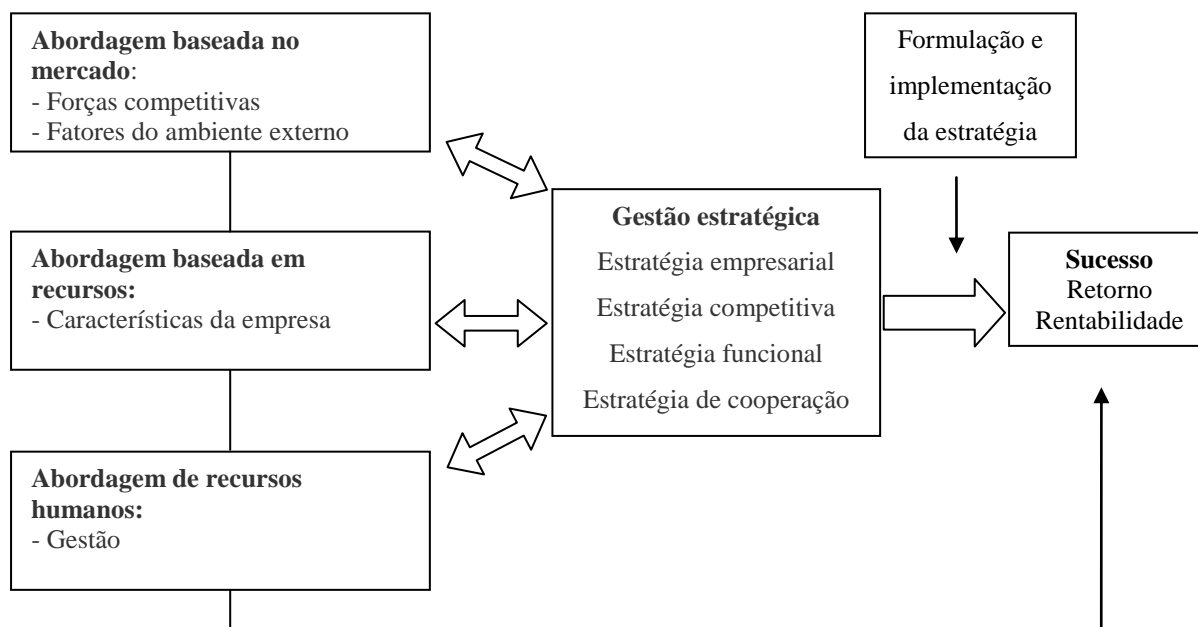 Abordagem baseada no
mercado:
- Forças competitivas
- Fatores do ambiente externo
Abordagem baseada em
recursos:
- Características da empresa
Abordagem de recursos
humanos:
- Gestão
Gestão estratégica
Estratégia empresarial
Estratégia competitiva
Estratégia funcional
Estratégia de cooperação
Formulação e
implementação
da estratégia
Sucesso
Retorno
Rentabilidade